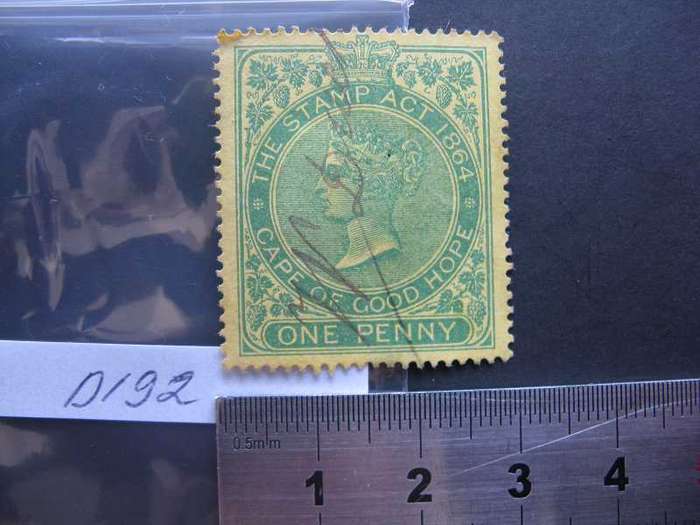 THE STAMP ACT 1864
CAPE OF GOOD HOPE
ONE PENNY
D192
0.5mm
1 2 3 4